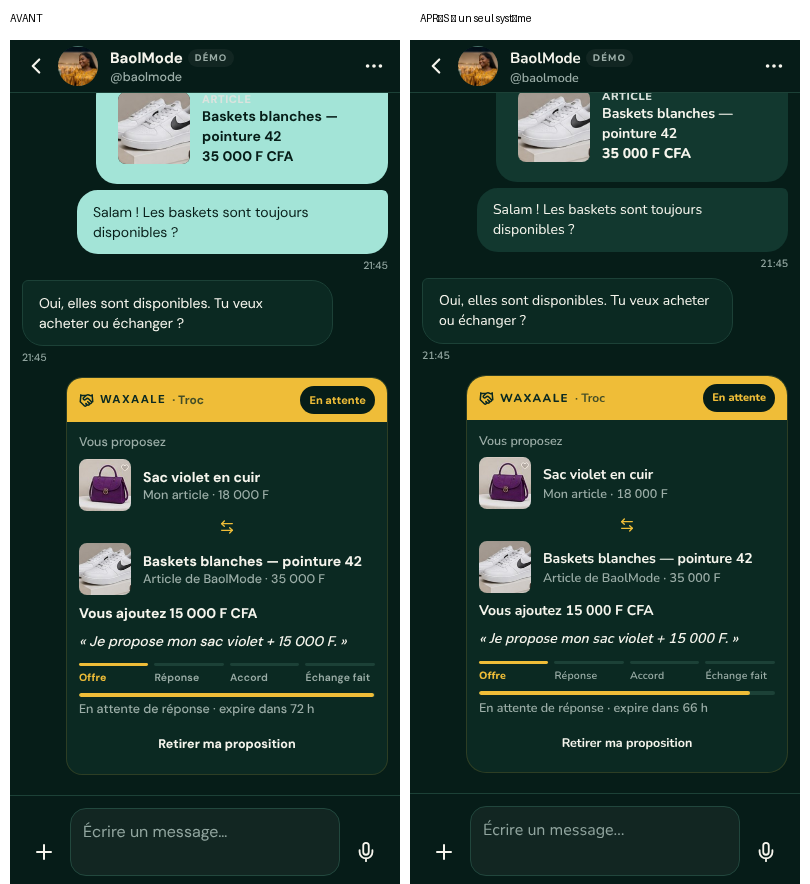 AVANT
BaolMode DÉMO
@baolmode
ARTICLE
Baskets blanches —
pointure 42
35 000 F CFA
Salam ! Les baskets sont toujours
disponibles ?
21:45
Oui, elles sont disponibles. Tu veux
acheter ou échanger ?
21:45
WAXAALE · Troc
En attente
Vous proposez
Sac violet en cuir
Mon article · 18 000 F
Baskets blanches — pointure 42
Article de BaolMode · 35 000 F
Vous ajoutez 15 000 F CFA
« Je propose mon sac violet + 15 000 F. »
Offre Réponse Accord Échange fait
En attente de réponse · expire dans 72 h
Retirer ma proposition
Écrire un message...
un seul
BaolMode DÉMO
@baolmode
ARTICLE
Baskets blanches —
pointure 42
35 000 F CFA
Salam ! Les baskets sont toujours
disponibles ?
21:45
Oui, elles sont disponibles. Tu veux acheter
ou échanger ?
21:45
WAXAALE · Troc
En attente
Vous proposez
Sac violet en cuir
Mon article · 18 000 F
Baskets blanches — pointure 42
Article de BaolMode · 35 000 F
Vous ajoutez 15 000 F CFA
« Je propose mon sac violet + 15 000 F. »
Offre Réponse Accord Échange fait
En attente de réponse · expire dans 66 h
Retirer ma proposition
Écrire un message...